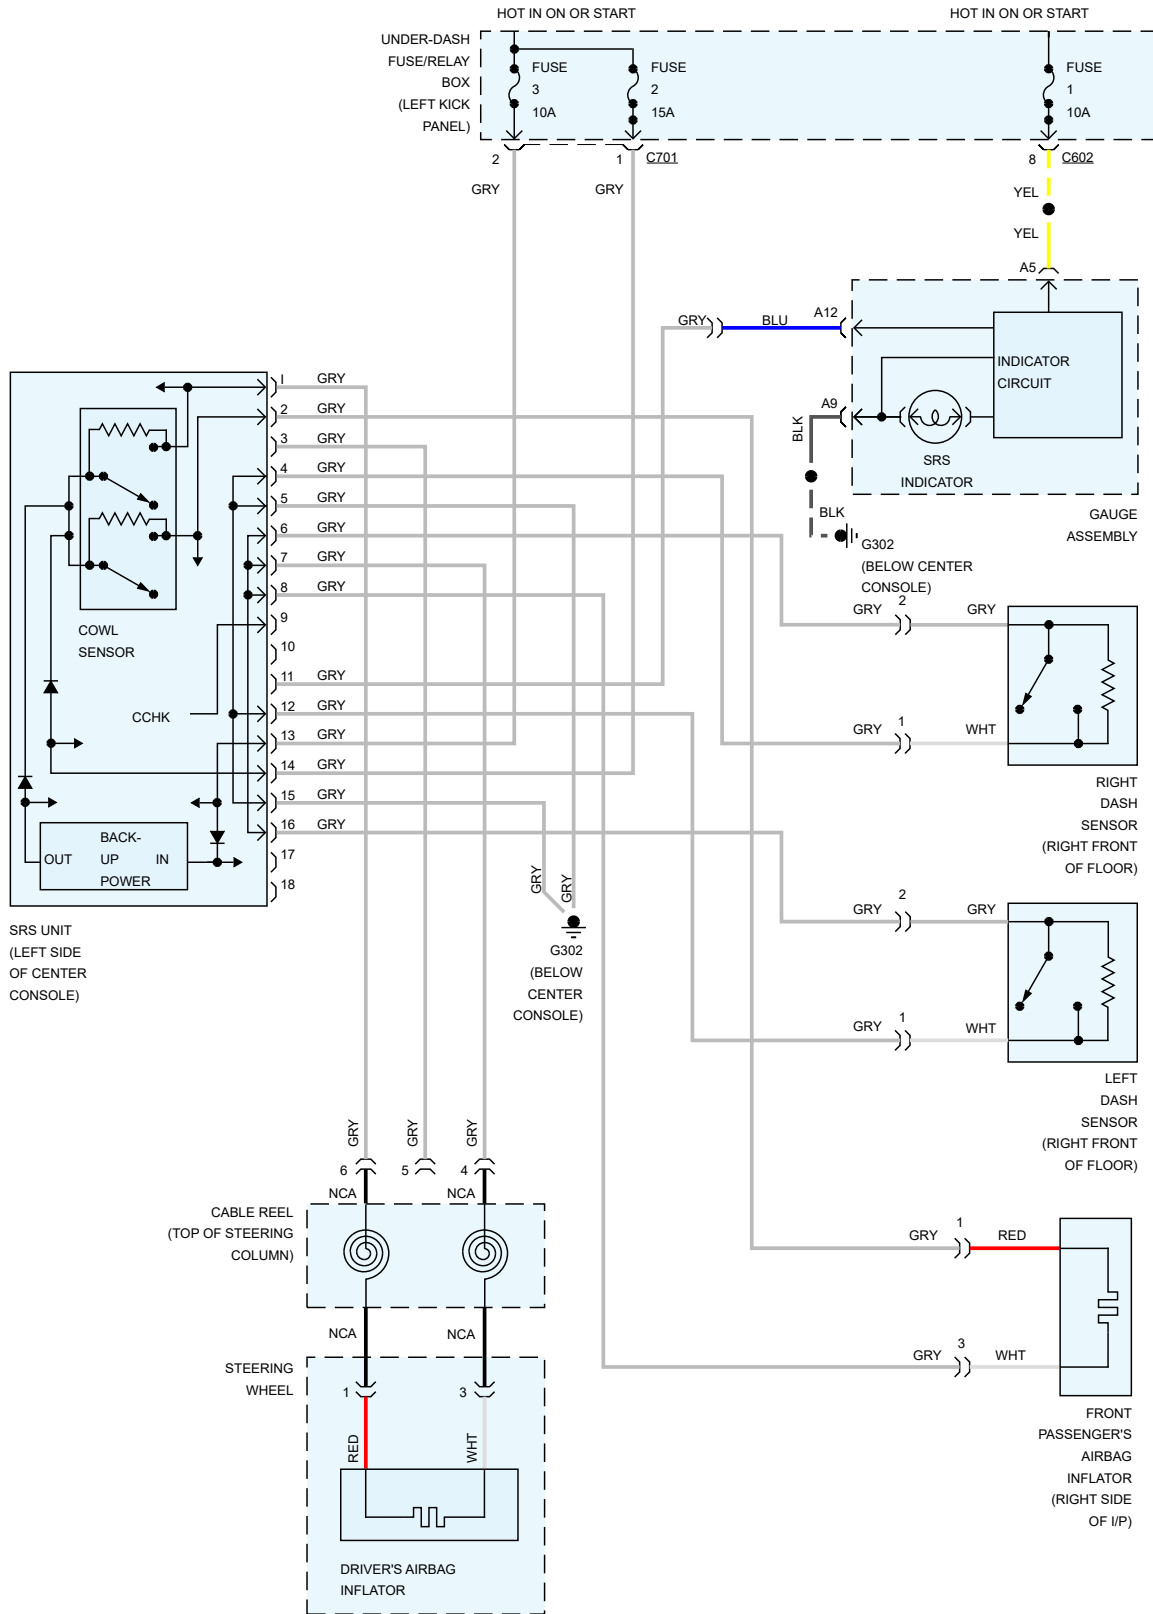 HOT IN ON OR START
HOT IN ON OR START
UNDER-DASH
FUSE/RELAY
BOX
(LEFT KICK
PANEL)
FUSE
3
10A
FUSE
2
15A
FUSE
1
10A
2
1
C701
8
C602
GRY
GRY
YEL
YEL
A5
GRY
BLU
A12
INDICATOR
CIRCUIT
A9
BLK
SRS
INDICATOR
BLK
GAUGE
ASSEMBLY
G302
(BELOW CENTER
CONSOLE)
I GRY
2 GRY
3 GRY
4 GRY
5 GRY
6 GRY
7 GRY
8 GRY
9
10
11 GRY
12 GRY
13 GRY
14 GRY
15 GRY
16 GRY
17
18
COWL
SENSOR
CCHK
OUT
BACK-
UP
POWER
IN
SRS UNIT
(LEFT SIDE
OF CENTER
CONSOLE)
GRY
GRY
G302
(BELOW
CENTER
CONSOLE)
GRY 2 GRY
GRY 1 WHT
RIGHT
DASH
SENSOR
(RIGHT FRONT
OF FLOOR)
GRY 2 GRY
GRY 1 WHT
LEFT
DASH
SENSOR
(RIGHT FRONT
OF FLOOR)
GRY
GRY
GRY
6
5
4
NCA
NCA
CABLE REEL
(TOP OF STEERING
COLUMN)
NCA
NCA
STEERING
WHEEL
1
3
RED
WHT
DRIVER'S AIRBAG
INFLATOR
GRY 1 RED
GRY 3 WHT
FRONT
PASSENGER'S
AIRBAG
INFLATOR
(RIGHT SIDE
OF I/P)